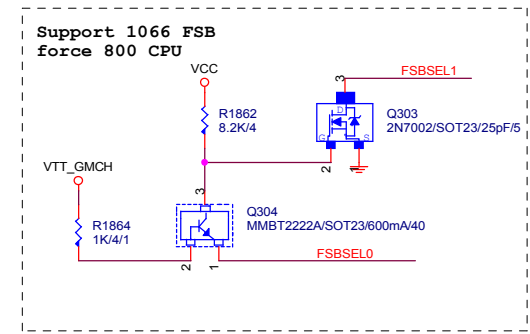 Support 1066 FSB
force 800 CPU
VCC
FSBSEL1
3
D
R1862
8.2K/4
Q303
2N7002/SOT23/25pF/5
G
S
2
1
VTT_GMCH
3
Q304
MMBT2222A/SOT23/600mA/40
R1864
1K/4/1
FSBSEL0
2
1